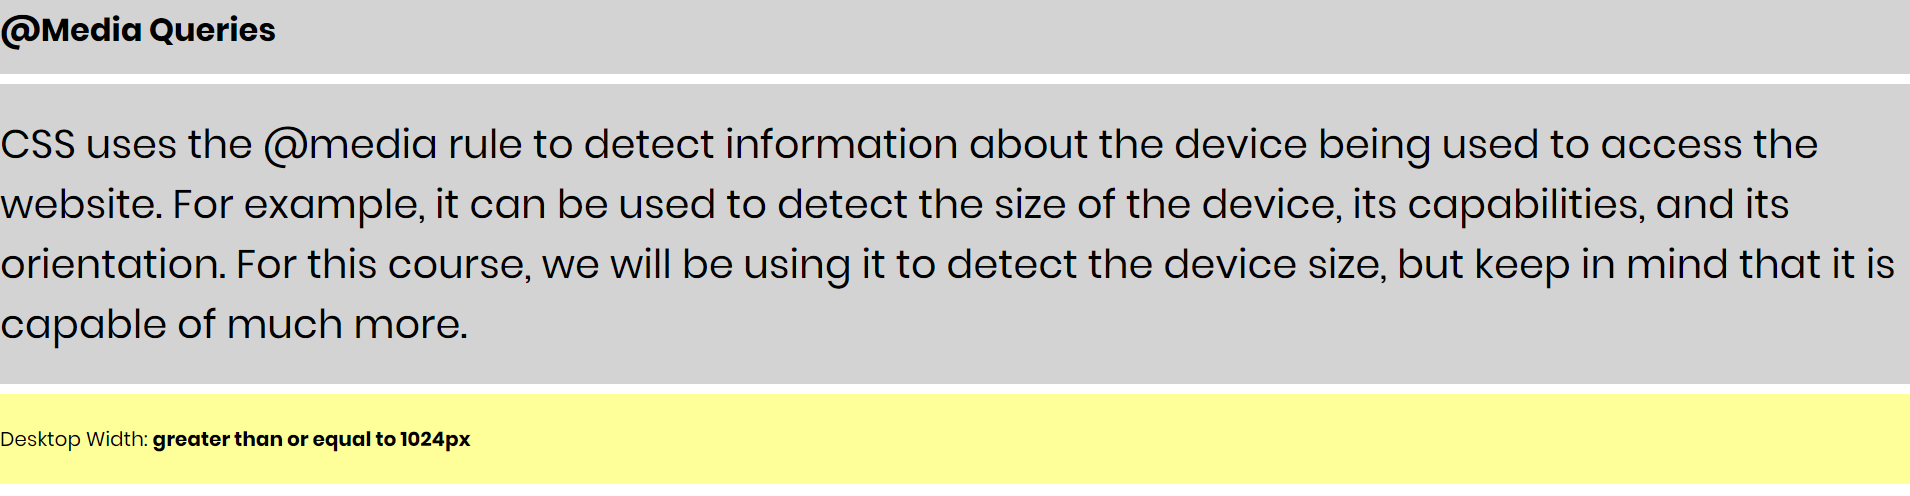 @Media Queries
CSS uses the @media rule to detect information about the device being used to access the
website. For example, it can be used to detect the size of the device, its capabilities, and its
orientation. For this course, we will be using it to detect the device size, but keep in mind that it is
capable of much more.
Desktop Width: greater than or equal to 1024px